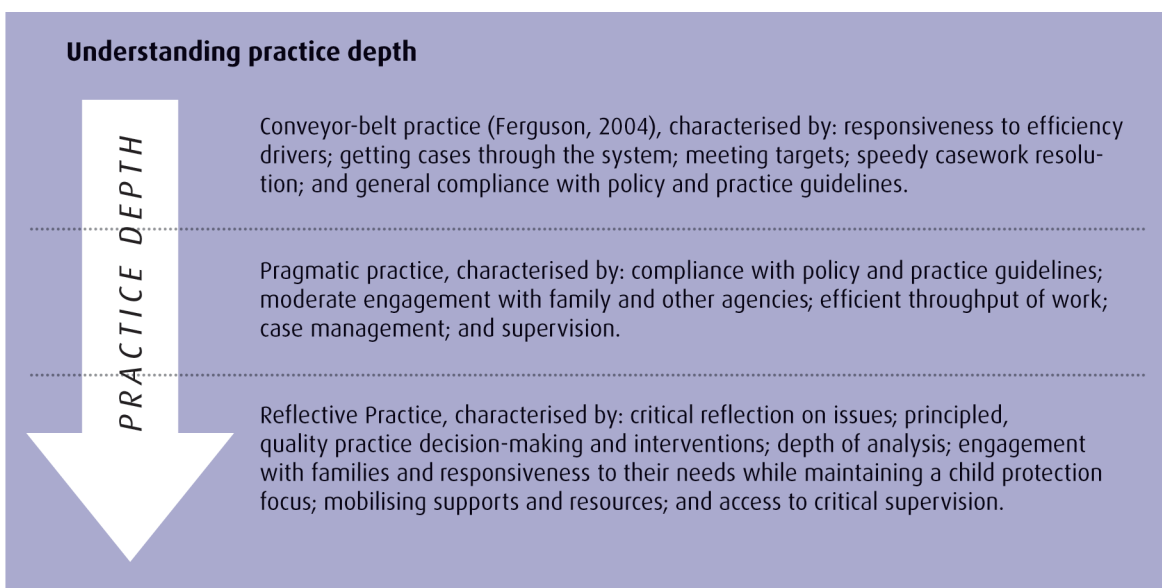 Understanding practice depth
PRACTICE DEPTH
Conveyor-belt practice (Ferguson, 2004), characterised by: responsiveness to efficiency
drivers; getting cases through the system; meeting targets; speedy casework resolu-
tion; and general compliance with policy and practice guidelines.
Pragmatic practice, characterised by: compliance with policy and practice guidelines;
moderate engagement with family and other agencies; efficient throughput of work;
case management; and supervision.
Reflective Practice, characterised by: critical reflection on issues; principled,
quality practice decision-making and interventions; depth of analysis; engagement
with families and responsiveness to their needs while maintaining a child protection
focus; mobilising supports and resources; and access to critical supervision.